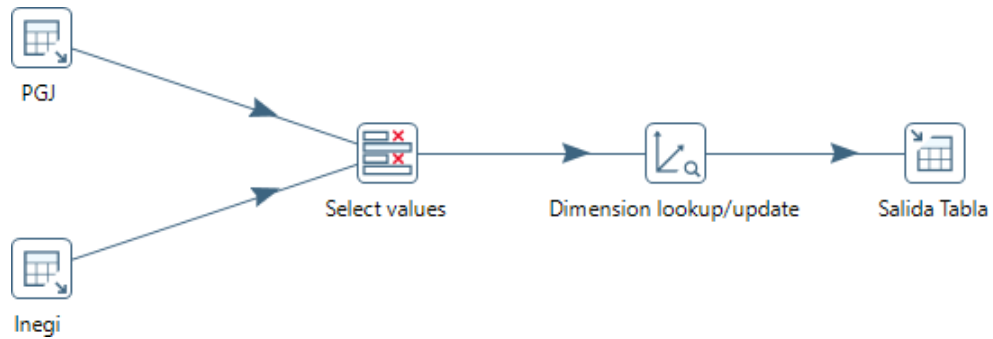 PGJ
Select values
Dimension lookup/update
Salida Tabla
Inegi